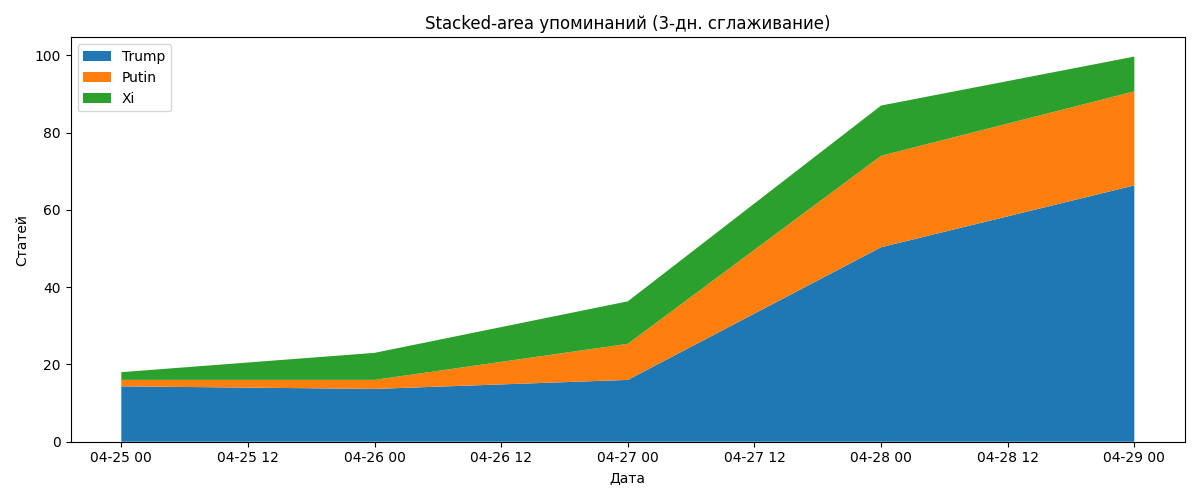 Stacked-area упоминаний (3-дн. сглаживание)
Trump
Putin
Xi
100
80
60
40
20
0
Статей
04-25 00 04-25 12 04-26 00 04-26 12 04-27 00 04-27 12 04-28 00 04-28 12 04-29 00
Дата